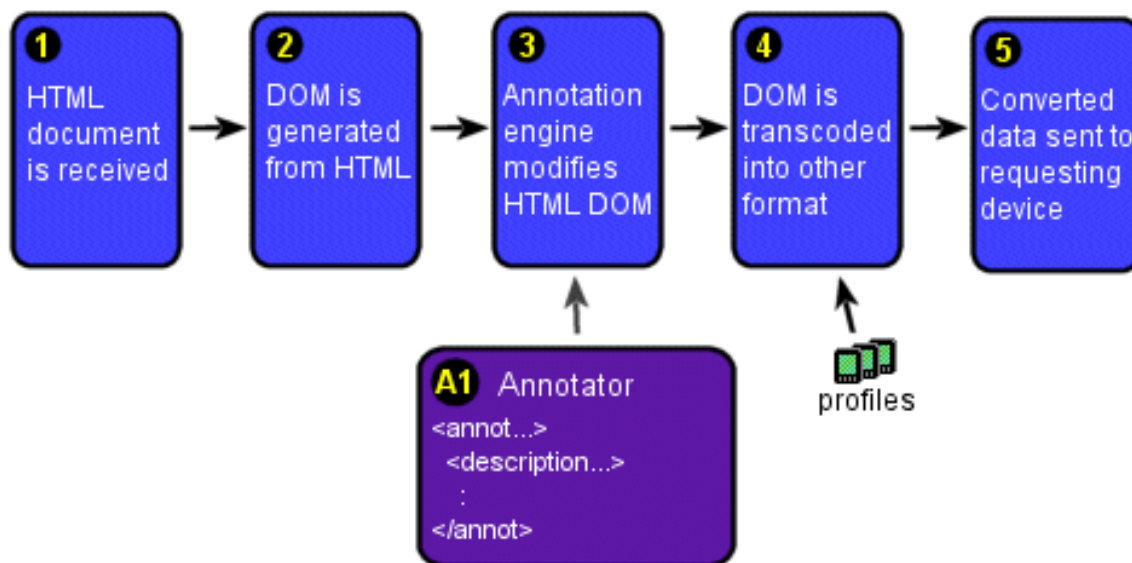 1
HTML
document
is received
2
DOM is
generated
from HTML
3
Annotation
engine
modifies
HTML DOM
4
DOM is
transcoded
into other
format
5
Converted
data sent to
requesting
device
A1 Annotator
<annot...>
<description...>
:
</annot>
profiles